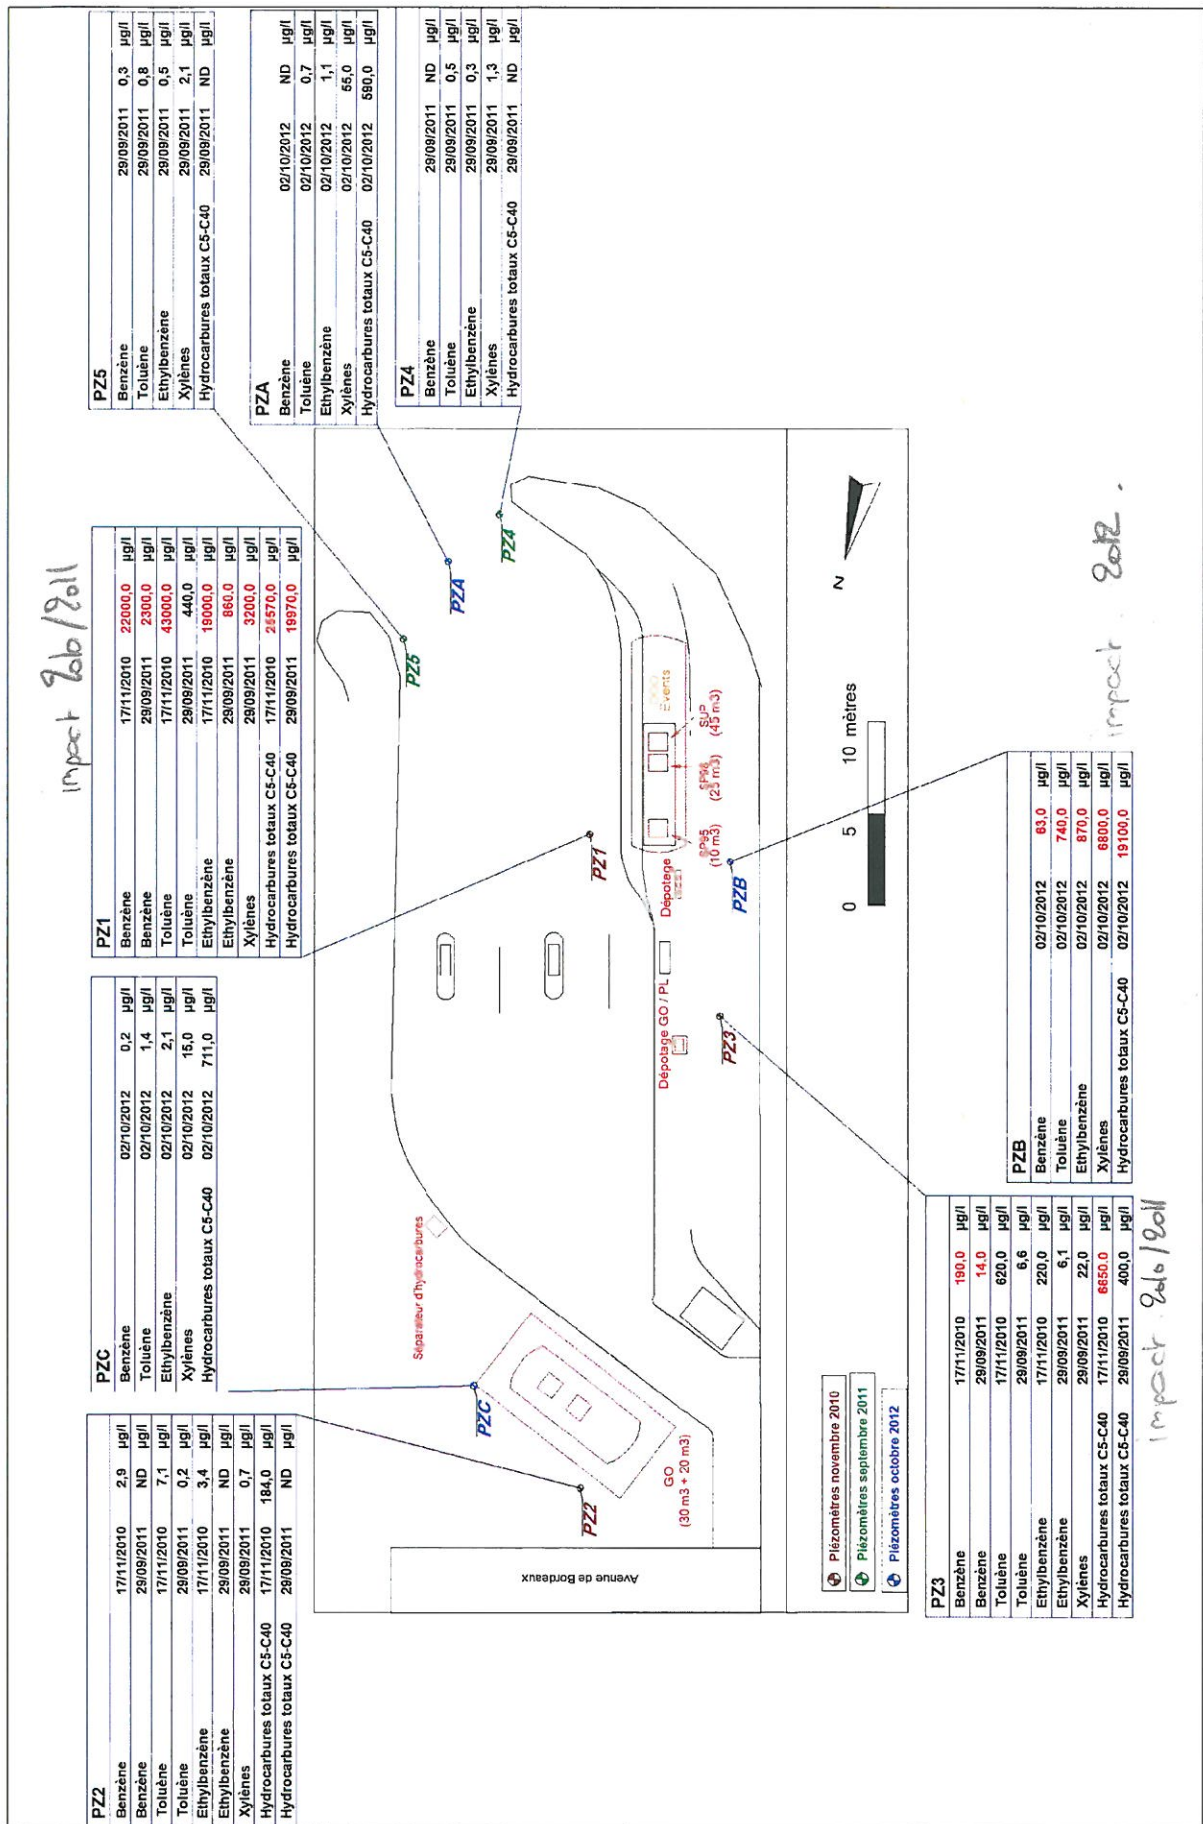 PZ2
Benzène 17/11/2010 2,9 µg/l
Benzène 29/09/2011 ND µg/l
Toluène 17/11/2010 7,1 µg/l
Toluène 29/09/2011 0,2 µg/l
Ethylbenzène 17/11/2010 3,4 µg/l
Ethylbenzène 29/09/2011 ND µg/l
Xylènes 29/09/2011 0,7 µg/l
Hydrocarbures totaux C5-C40 17/11/2010 184,0 µg/l
Hydrocarbures totaux C5-C40 29/09/2011 ND µg/l
PZC
Benzène 02/10/2012 0,2 µg/l
Toluène 02/10/2012 1,4 µg/l
Ethylbenzène 02/10/2012 2,1 µg/l
Xylènes 02/10/2012 15,0 µg/l
Hydrocarbures totaux C5-C40 02/10/2012 711,0 µg/l
impact 2010/2011
PZ1
Benzène 17/11/2010 22000,0 µg/l
Benzène 29/09/2011 2300,0 µg/l
Toluène 17/11/2010 43000,0 µg/l
Toluène 29/09/2011 440,0 µg/l
Ethylbenzène 17/11/2010 19000,0 µg/l
Ethylbenzène 29/09/2011 860,0 µg/l
Xylènes 29/09/2011 3200,0 µg/l
Hydrocarbures totaux C5-C40 17/11/2010 µg/l
Hydrocarbures totaux C5-C40 29/09/2011 19970,0 µg/l
PZ5
Benzène 29/09/2011 0,3 µg/l
Toluène 29/09/2011 0,8 µg/l
Ethylbenzène 29/09/2011 0,5 µg/l
Xylènes 29/09/2011 2,1 µg/l
Hydrocarbures totaux C5-C40 29/09/2011 ND µg/l
PZA
Benzène 02/10/2012 ND µg/l
Toluène 02/10/2012 0,7 µg/l
Ethylbenzène 02/10/2012 1,1 µg/l
Xylènes 02/10/2012 55,0 µg/l
Hydrocarbures totaux C5-C40 02/10/2012 590,0 µg/l
PZ4
Benzène 29/09/2011 ND µg/l
Toluène 29/09/2011 0,5 µg/l
Ethylbenzène 29/09/2011 0,3 µg/l
Xylènes 29/09/2011 1,3 µg/l
Hydrocarbures totaux C5-C40 29/09/2011 ND µg/l
Séparateur d'hydrocarbures
PZC
PZ2
GO
(30 m3 + 20 m3)
Avenue de Bordeaux
PZ5
PZA
PZ4
PZ1
Dépotage GO / PL
Dépotage
Events
SP95
(10 m3)
SP98
(25 m3)
SUP
(45 m3)
PZ3
PZB
N
0 5 10 mètres
Piézomètres novembre 2010
Piézomètres septembre 2011
Piézomètres octobre 2012
PZ3
Benzène 17/11/2010 190,0 µg/l
Benzène 29/09/2011 14,0 µg/l
Toluène 17/11/2010 620,0 µg/l
Toluène 29/09/2011 6,6 µg/l
Ethylbenzène 17/11/2010 220,0 µg/l
Ethylbenzène 29/09/2011 6,1 µg/l
Xylènes 29/09/2011 22,0 µg/l
Hydrocarbures totaux C5-C40 17/11/2010 6650,0 µg/l
Hydrocarbures totaux C5-C40 29/09/2011 400,0 µg/l
impact 2010/2011
PZB
Benzène 02/10/2012 63,0 µg/l
Toluène 02/10/2012 740,0 µg/l
Ethylbenzène 02/10/2012 870,0 µg/l
Xylènes 02/10/2012 6800,0 µg/l
Hydrocarbures totaux C5-C40 02/10/2012 19100,0 µg/l
impact 2012.